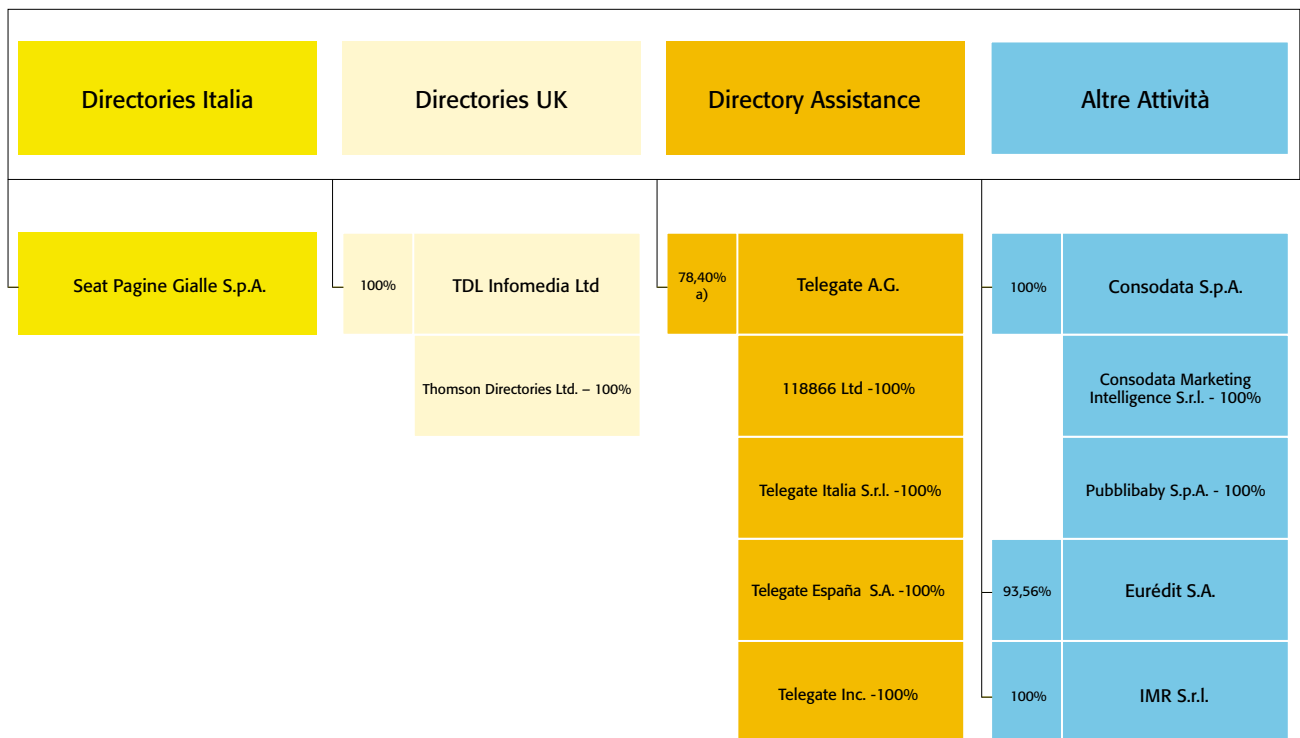 Directories Italia
Directories UK
Directory Assistance
Altre Attività
Seat Pagine Gialle S.p.A.
100%
TDL Infomedia Ltd
Thomson Directories Ltd. – 100%
78,40%
a)
Telegate A.G.
118866 Ltd -100%
Telegate Italia S.r.l. -100%
Telegate España S.A. -100%
Telegate Inc. -100%
100%
Consodata S.p.A.
Consodata Marketing
Intelligence S.r.l. - 100%
Pubblibaby S.p.A. - 100%
93,56%
Eurédit S.A.
100%
IMR S.r.l.